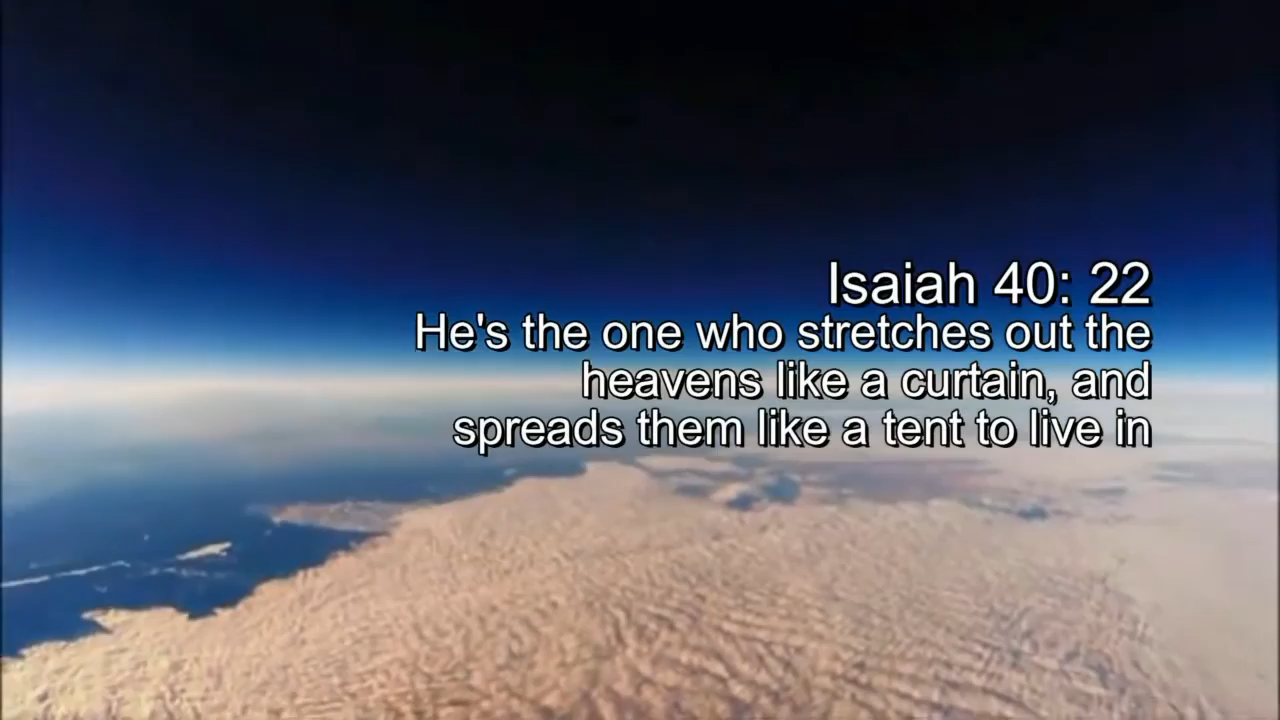 Isaiah 40: 22
He's the one who stretches out the
heavens like a curtain, and
spreads them like a tent to live in